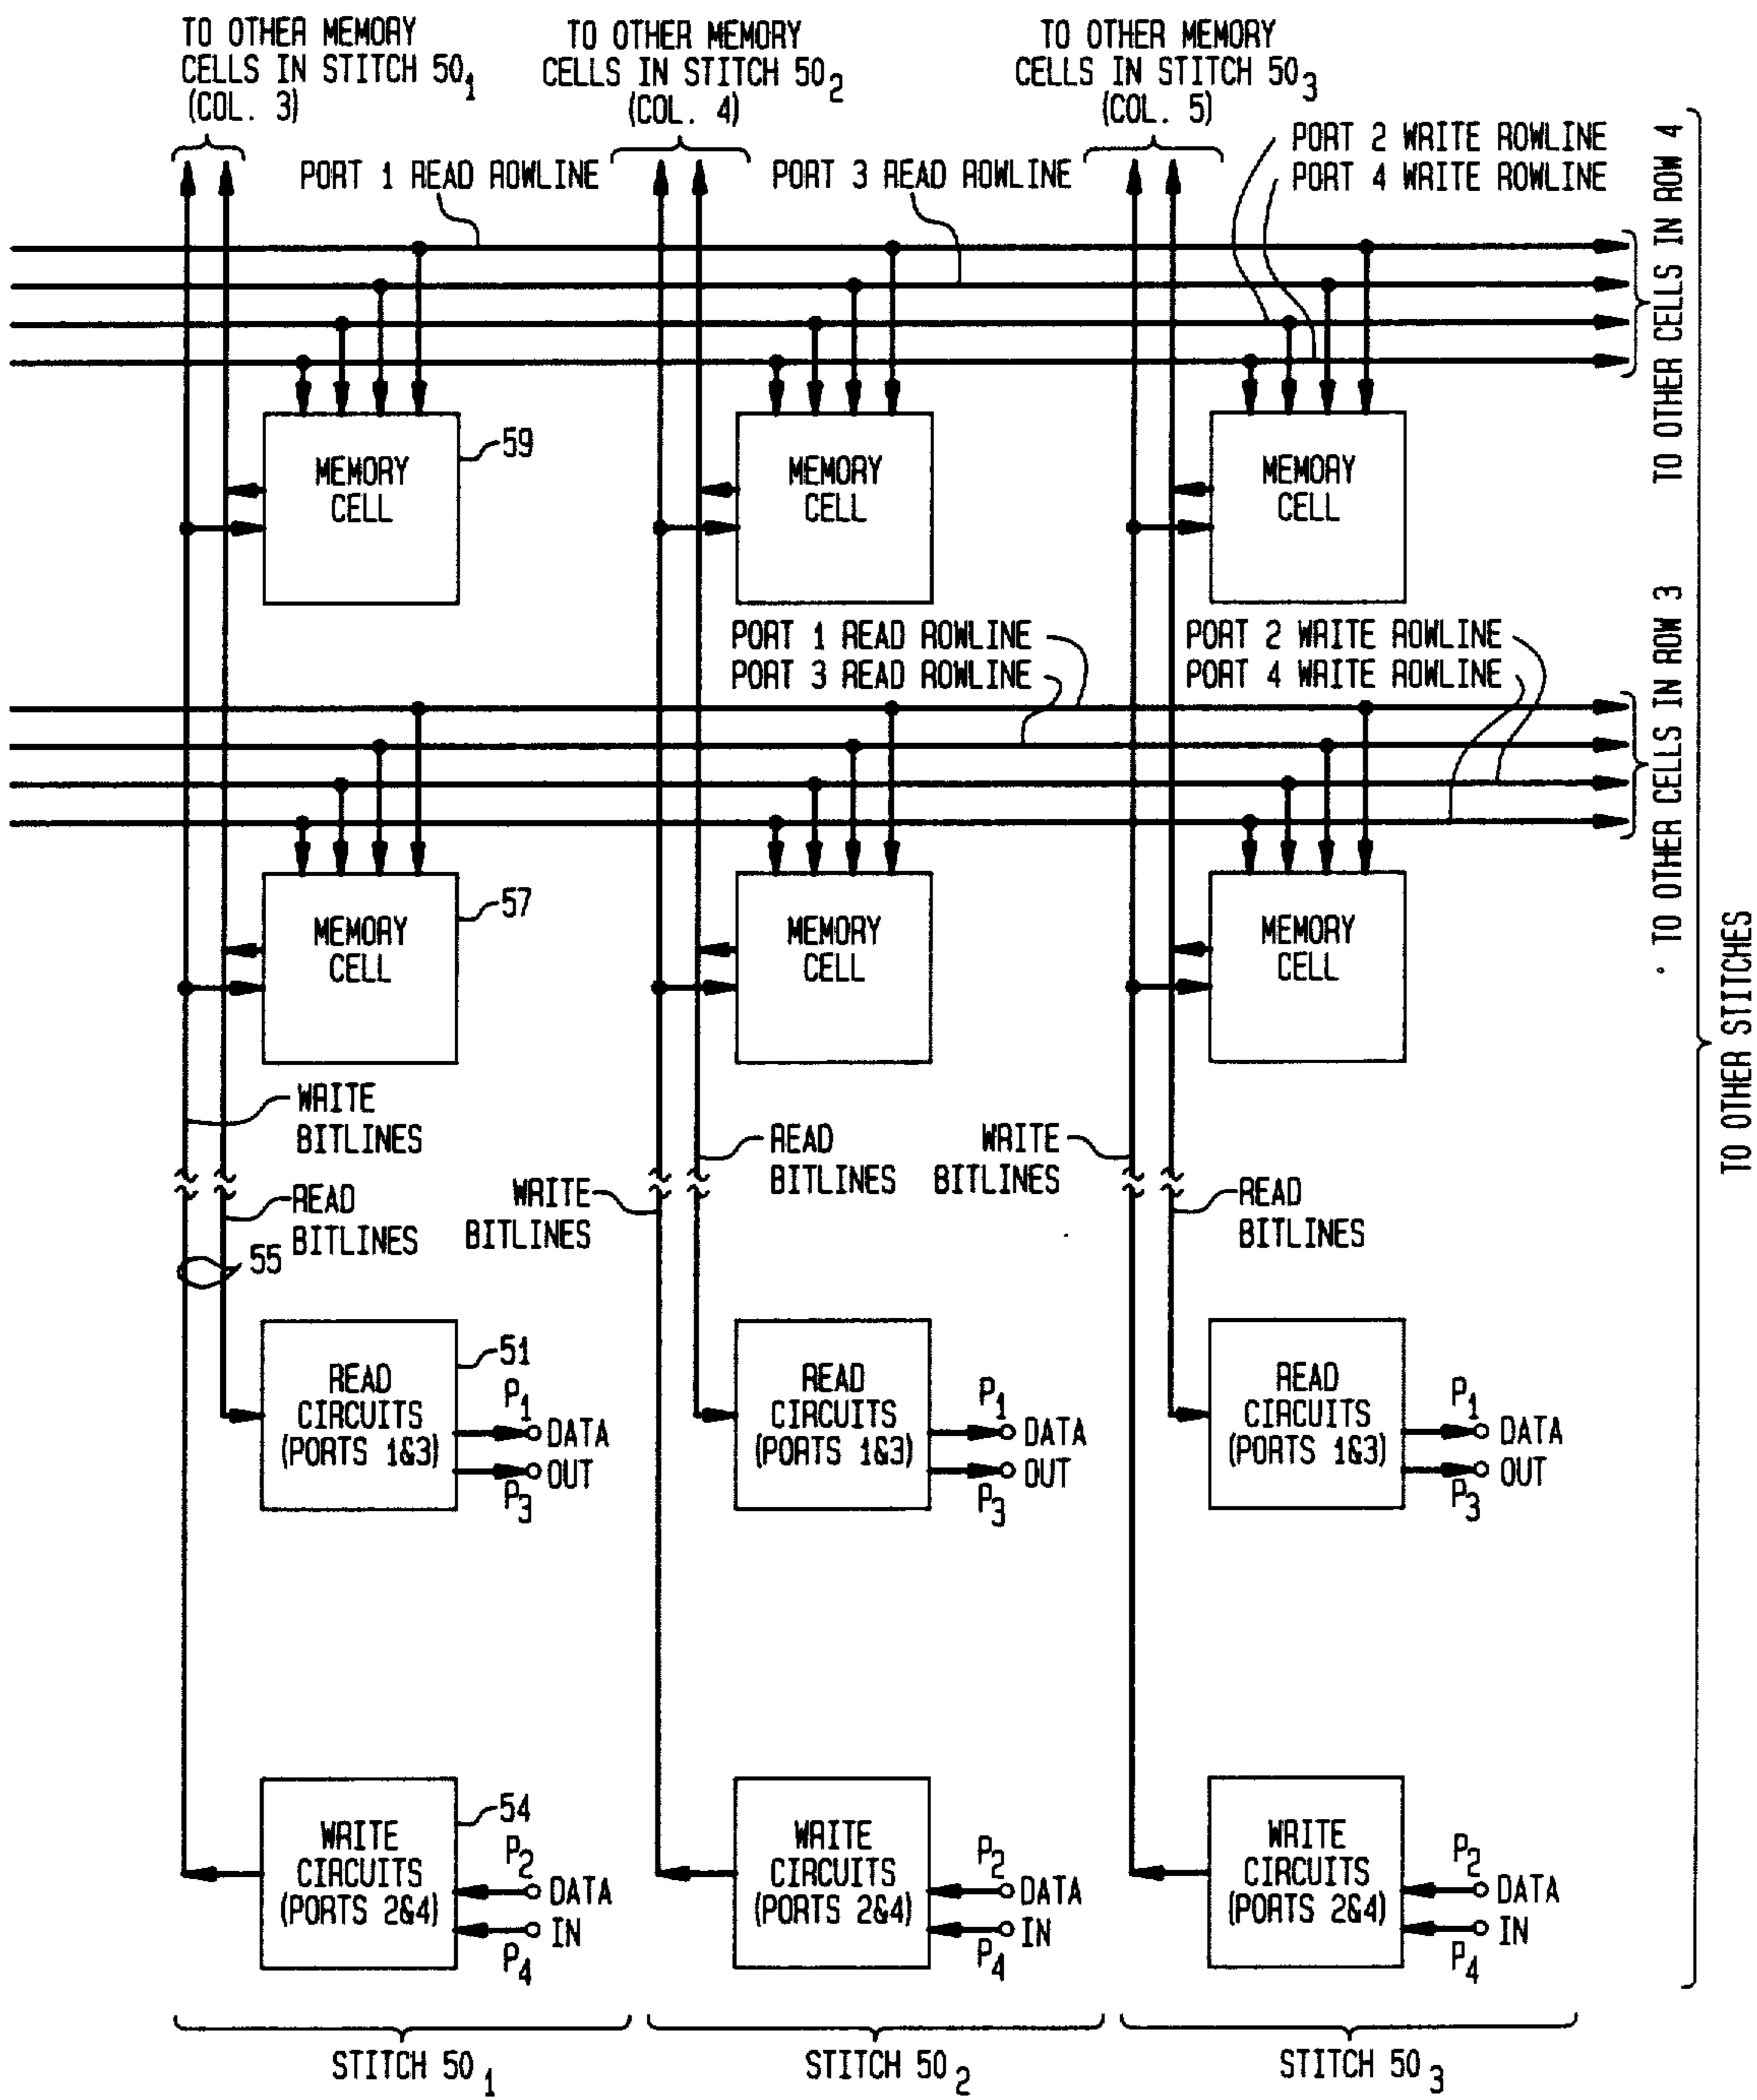 TO OTHER MEMORY
CELLS IN STITCH 50₁
(COL. 3)
TO OTHER MEMORY
CELLS IN STITCH 50₂
(COL. 4)
TO OTHER MEMORY
CELLS IN STITCH 50₃
(COL. 5)
PORT 1 READ ROWLINE
PORT 3 READ ROWLINE
PORT 2 WRITE ROWLINE
PORT 4 WRITE ROWLINE
TO OTHER CELLS IN ROW 4
MEMORY
CELL
59
MEMORY
CELL
MEMORY
CELL
PORT 1 READ ROWLINE
PORT 3 READ ROWLINE
PORT 2 WRITE ROWLINE
PORT 4 WRITE ROWLINE
TO OTHER CELLS IN ROW 3
MEMORY
CELL
57
MEMORY
CELL
MEMORY
CELL
TO OTHER STITCHES
WRITE
BITLINES
READ
BITLINES
55
WRITE
BITLINES
READ
BITLINES
WRITE
BITLINES
READ
BITLINES
READ
CIRCUITS
(PORTS 1&3)
51
P₁
DATA
OUT
P₃
READ
CIRCUITS
(PORTS 1&3)
P₁
DATA
OUT
P₃
READ
CIRCUITS
(PORTS 1&3)
P₁
DATA
OUT
P₃
WRITE
CIRCUITS
(PORTS 2&4)
54
P₂
DATA
IN
P₄
WRITE
CIRCUITS
(PORTS 2&4)
P₂
DATA
IN
P₄
WRITE
CIRCUITS
(PORTS 2&4)
P₂
DATA
IN
P₄
STITCH 50₁
STITCH 50₂
STITCH 50₃